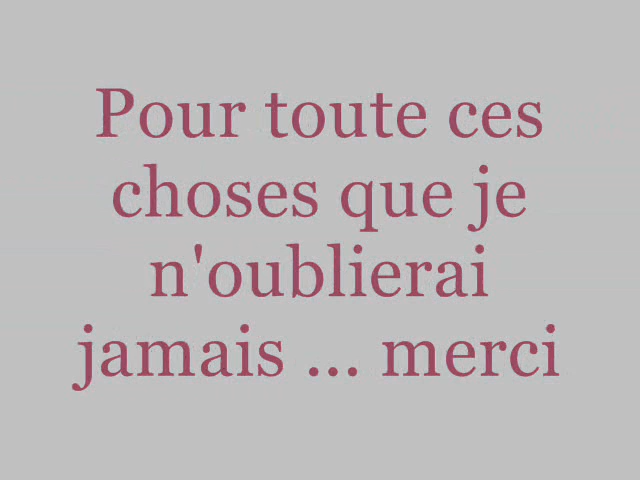 Pour toute ces
choses que je
n'oublierai
jamais ... merci